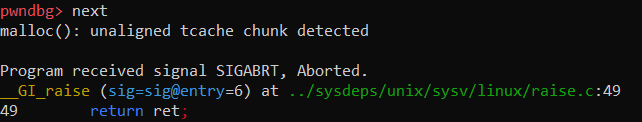 pwndbg> next
malloc(): unaligned tcache chunk detected
Program received signal SIGABRT, Aborted.
__GI_raise (sig=sig@entry=6) at ../sysdeps/unix/sysv/linux/raise.c:49
49 return ret;